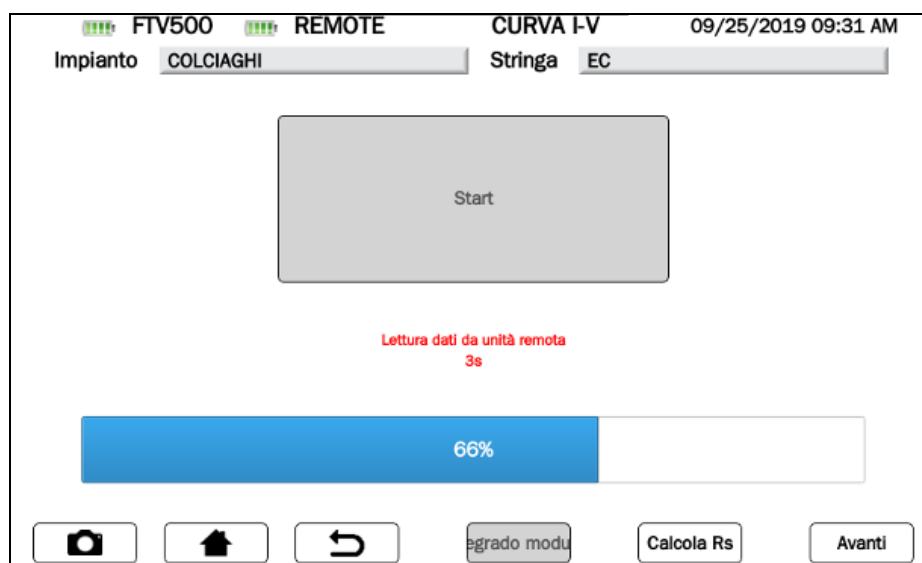 FTV500 REMOTE CURVA I-V 09/25/2019 09:31 AM
Impianto COLCIAGHI Stringa EC
Start
Lettura dati da unità remota
3s
66%
egrado modu Calcola Rs Avanti